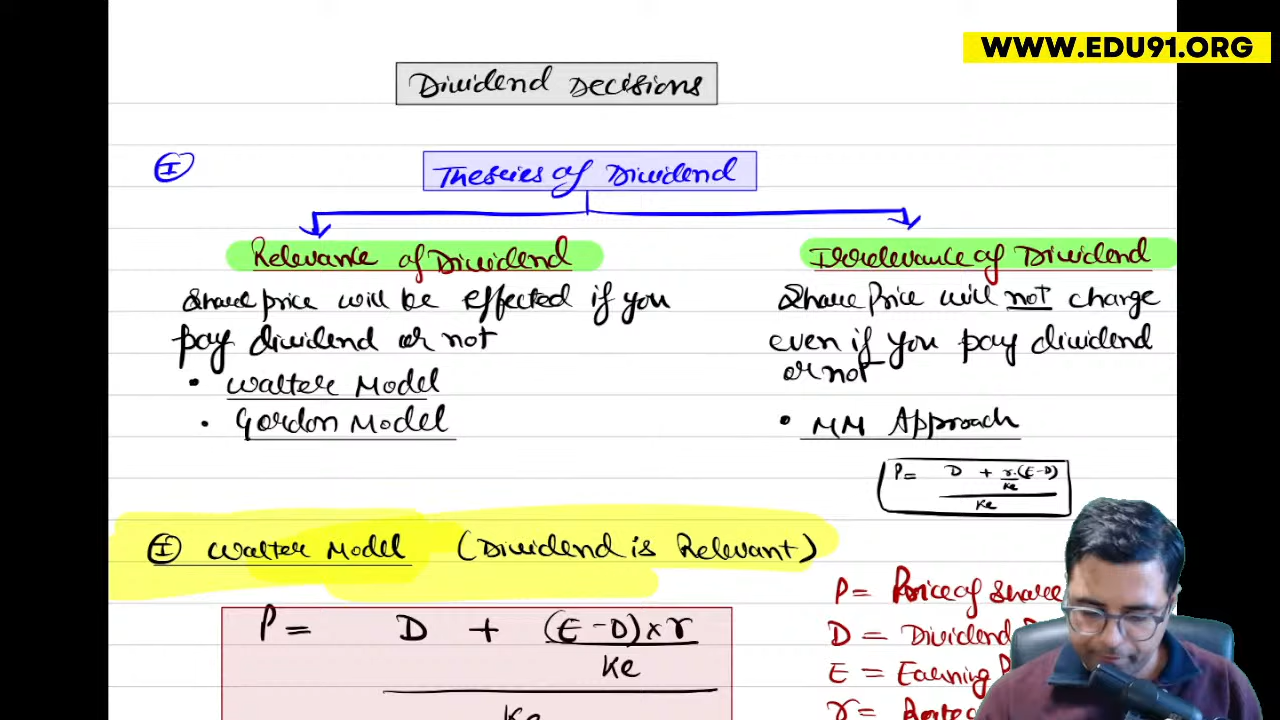 WWW.EDU91.ORG
Dividend Decisions
I
Theories of Dividend
Relevance of Dividend
Share price will be effected if you
pay dividend or not
• Walter Model
• Gordon Model
Irrelevance of Dividend
Share Price will not change
even if you pay dividend
or not
• MM Approach
P= D + r(E-D)
Ke
Ke
I Walter Model (Dividend is Relevant)
P= D + (E-D)×r
Ke
Ke
P= Price of Share
D = Dividend
E = Earning
r = Rate